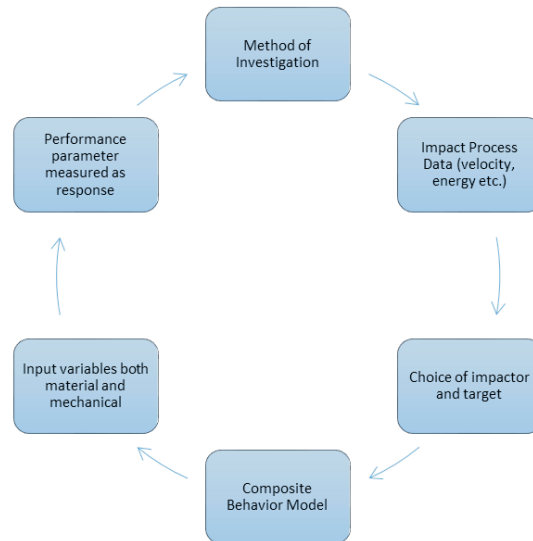 Method of
Investigation
Impact Process
Data (velocity,
energy etc.)
Choice of impactor
and target
Composite
Behavior Model
Input variables both
material and
mechanical
Performance
parameter
measured as
response